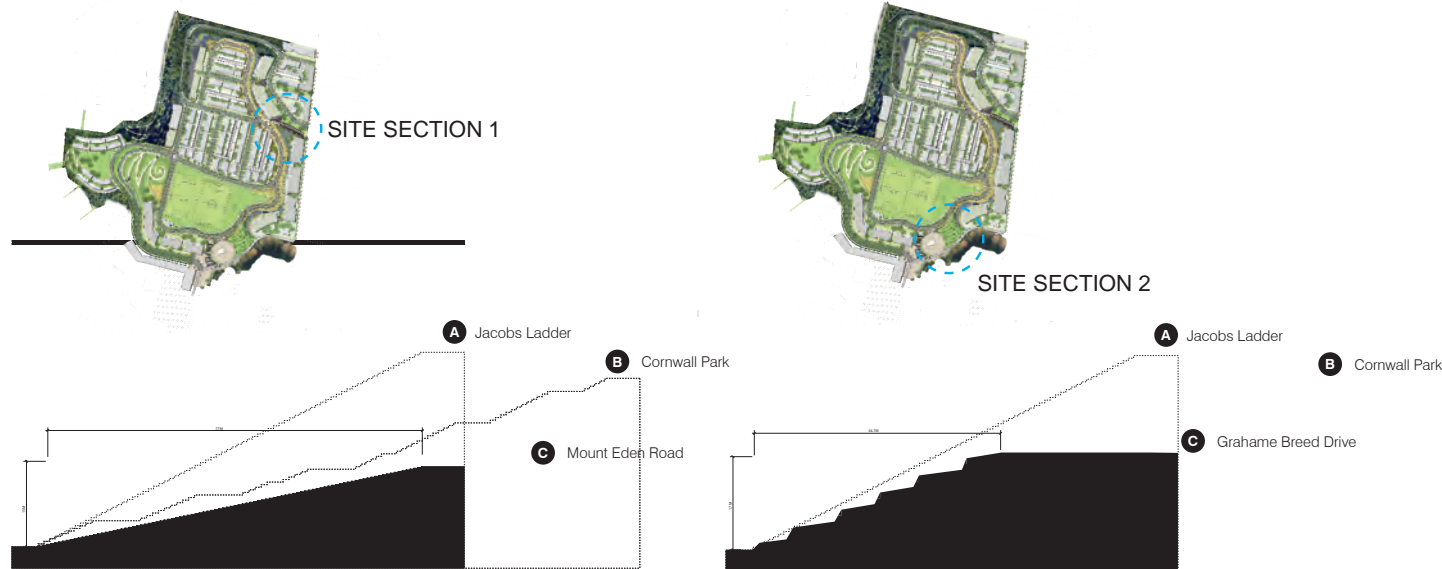 SITE SECTION 1
SITE SECTION 2
A Jacobs Ladder
B Cornwall Park
C Mount Eden Road
A Jacobs Ladder
B Cornwall Park
C Grahame Breed Drive